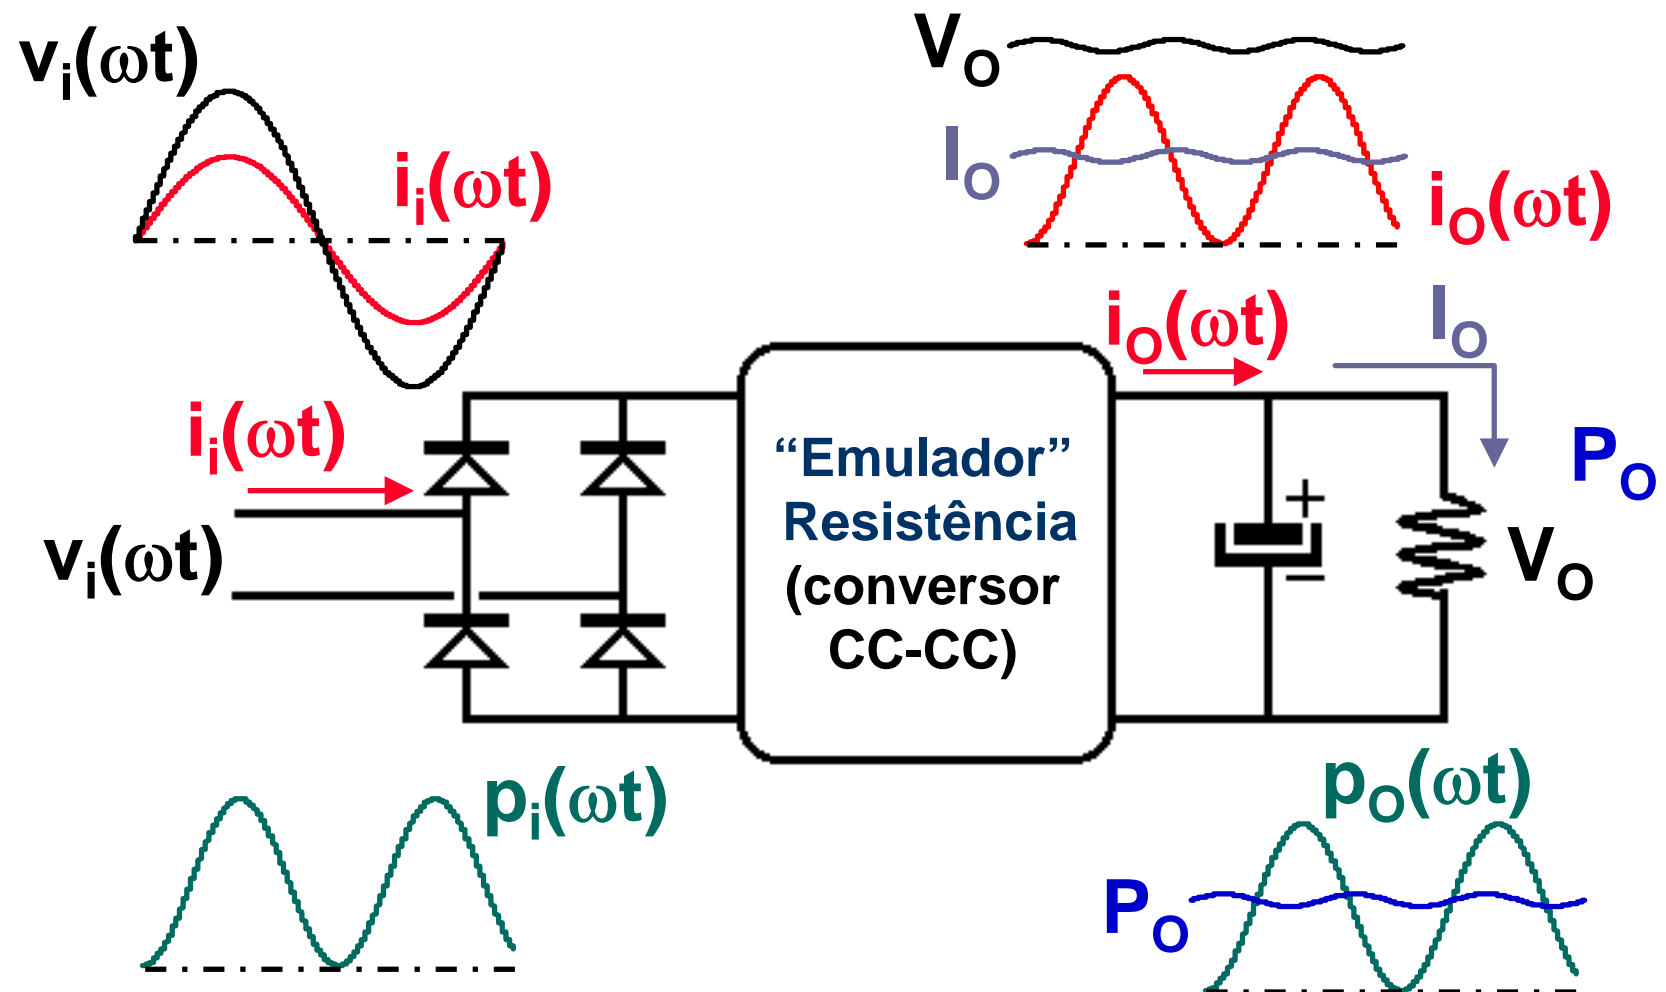 vi(ωt)
ii(ωt)
VO
IO
iO(ωt)
iO(ωt)
IO
ii(ωt)
vi(ωt)
“Emulador”
Resistência
(conversor
CC-CC)
+
−
PO
VO
pi(ωt)
pO(ωt)
PO